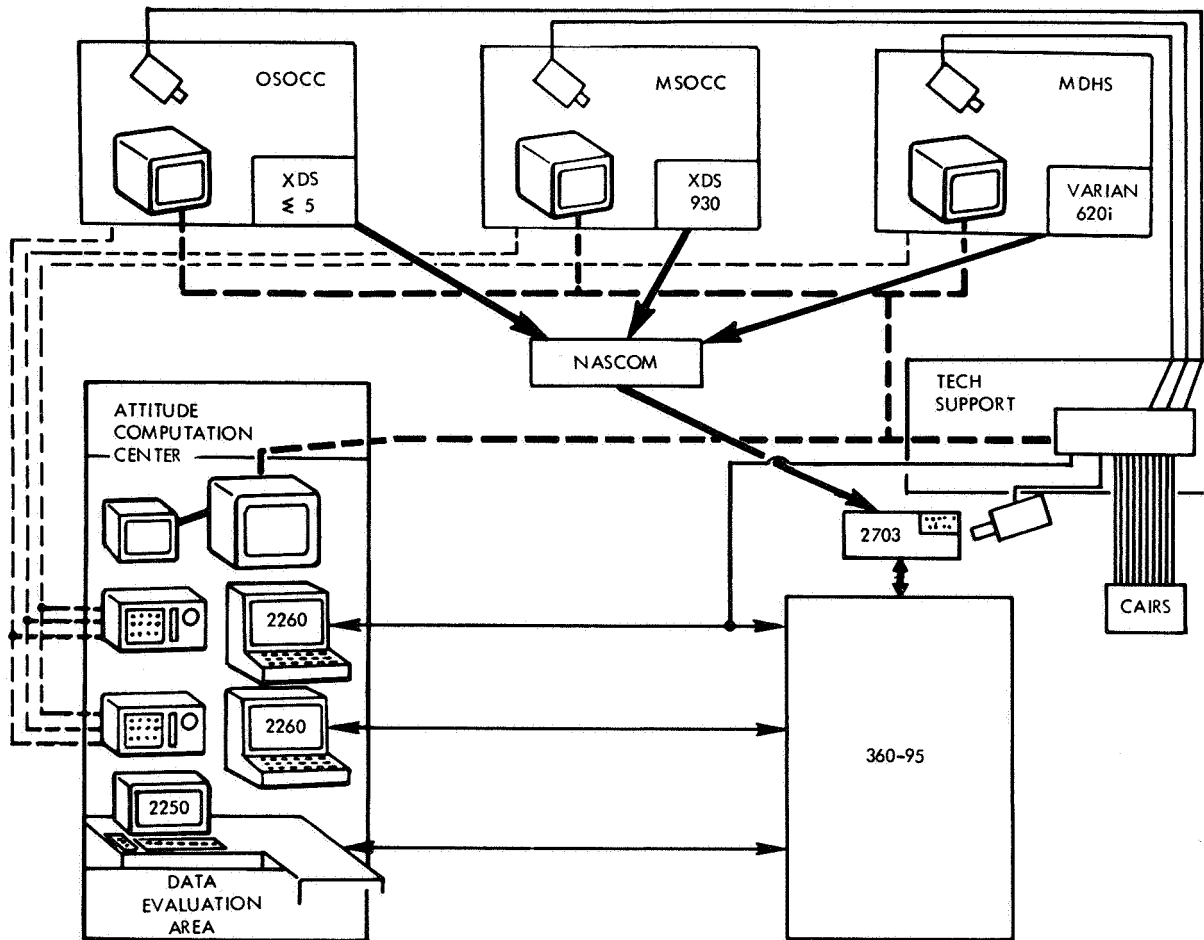 OSOCC
XDS
≤ 5
MSOCC
XDS
930
MDHS
VARIAN
620i
NASCOM
TECH
SUPPORT
ATTITUDE
COMPUTATION
CENTER
2703
CAIRS
2260
2260
360-95
2250
DATA
EVALUATION
AREA